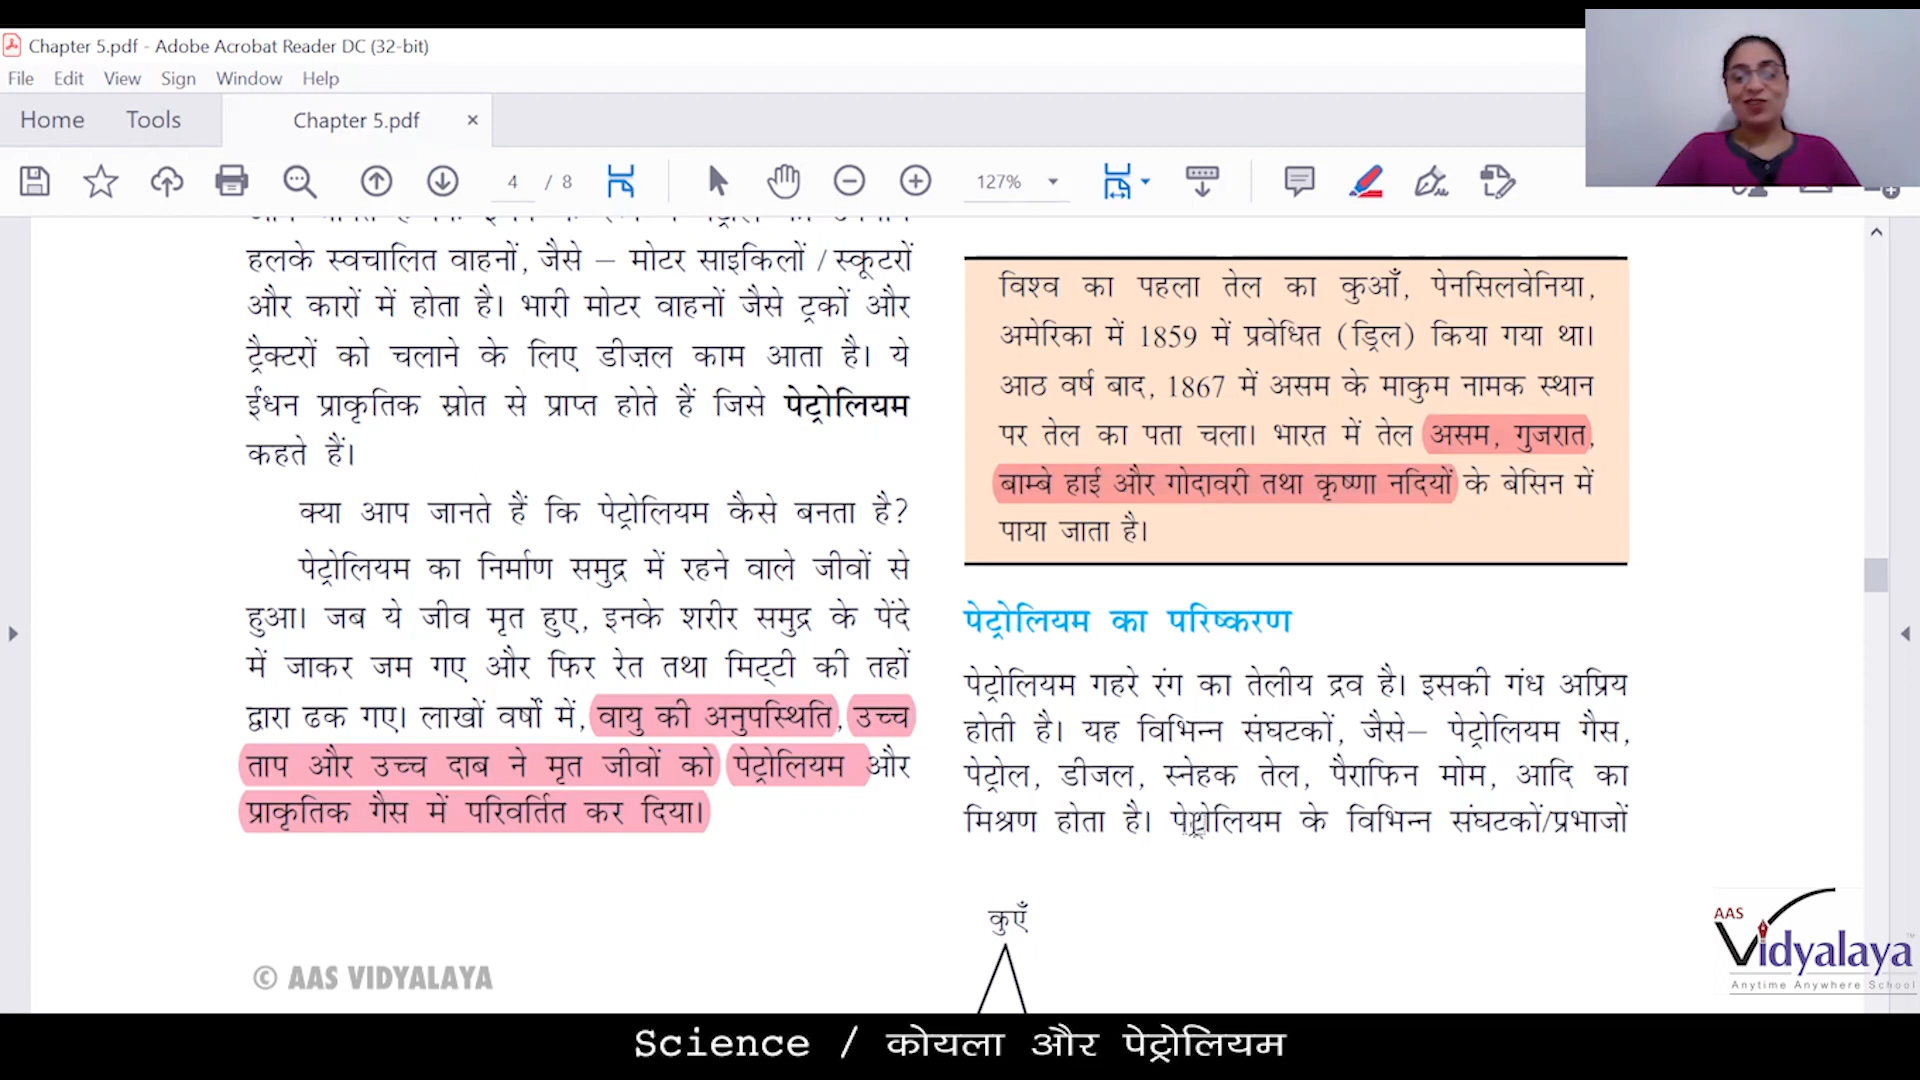 Chapter 5.pdf - Adobe Acrobat Reader DC (32-bit)
File Edit View Sign Window Help
Home Tools Chapter 5.pdf ×
4 / 8 127%
हलके स्वचालित वाहनों, जैसे – मोटर साइकिलों / स्कूटरों
और कारों में होता है। भारी मोटर वाहनों जैसे ट्रकों और
ट्रैक्टरों को चलाने के लिए डीज़ल काम आता है। ये
ईंधन प्राकृतिक स्रोत से प्राप्त होते हैं जिसे पेट्रोलियम
कहते हैं।
क्या आप जानते हैं कि पेट्रोलियम कैसे बनता है?
पेट्रोलियम का निर्माण समुद्र में रहने वाले जीवों से
हुआ। जब ये जीव मृत हुए, इनके शरीर समुद्र के पेंदे
में जाकर जम गए और फिर रेत तथा मिट्टी की तहों
द्वारा ढक गए। लाखों वर्षों में, वायु की अनुपस्थिति, उच्च
ताप और उच्च दाब ने मृत जीवों को पेट्रोलियम और
प्राकृतिक गैस में परिवर्तित कर दिया।
विश्व का पहला तेल का कुआँ, पेनसिलवेनिया,
अमेरिका में 1859 में प्रवेधित (ड्रिल) किया गया था।
आठ वर्ष बाद, 1867 में असम के माकुम नामक स्थान
पर तेल का पता चला। भारत में तेल असम, गुजरात,
बाम्बे हाई और गोदावरी तथा कृष्णा नदियों के बेसिन में
पाया जाता है।
पेट्रोलियम का परिष्करण
पेट्रोलियम गहरे रंग का तेलीय द्रव है। इसकी गंध अप्रिय
होती है। यह विभिन्न संघटकों, जैसे– पेट्रोलियम गैस,
पेट्रोल, डीजल, स्नेहक तेल, पैराफिन मोम, आदि का
मिश्रण होता है। पेट्रोलियम के विभिन्न संघटकों/प्रभाजों
कुएँ
© AAS VIDYALAYA
AAS
Vidyalaya
Anytime Anywhere School
Science / कोयला और पेट्रोलियम